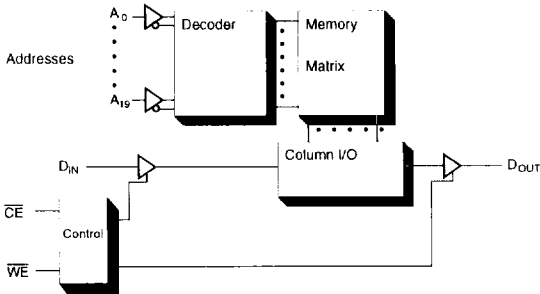 A0
Decoder
Memory
Addresses
Matrix
A19
Column I/O
DIN
DOUT
CE
Control
WE